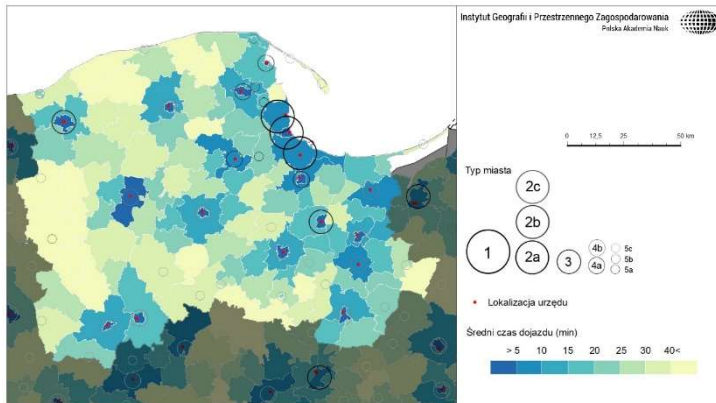 Instytut Geografii i Przestrzennego Zagospodarowania
Polska Akademia Nauk
0 12,5 25 50 km
Typ miasta
2c
2b
1
2a
3
4b
4a
5c
5b
5a
Lokalizacja urzędu
Średni czas dojazdu (min)
> 5 10 15 20 25 30 40<